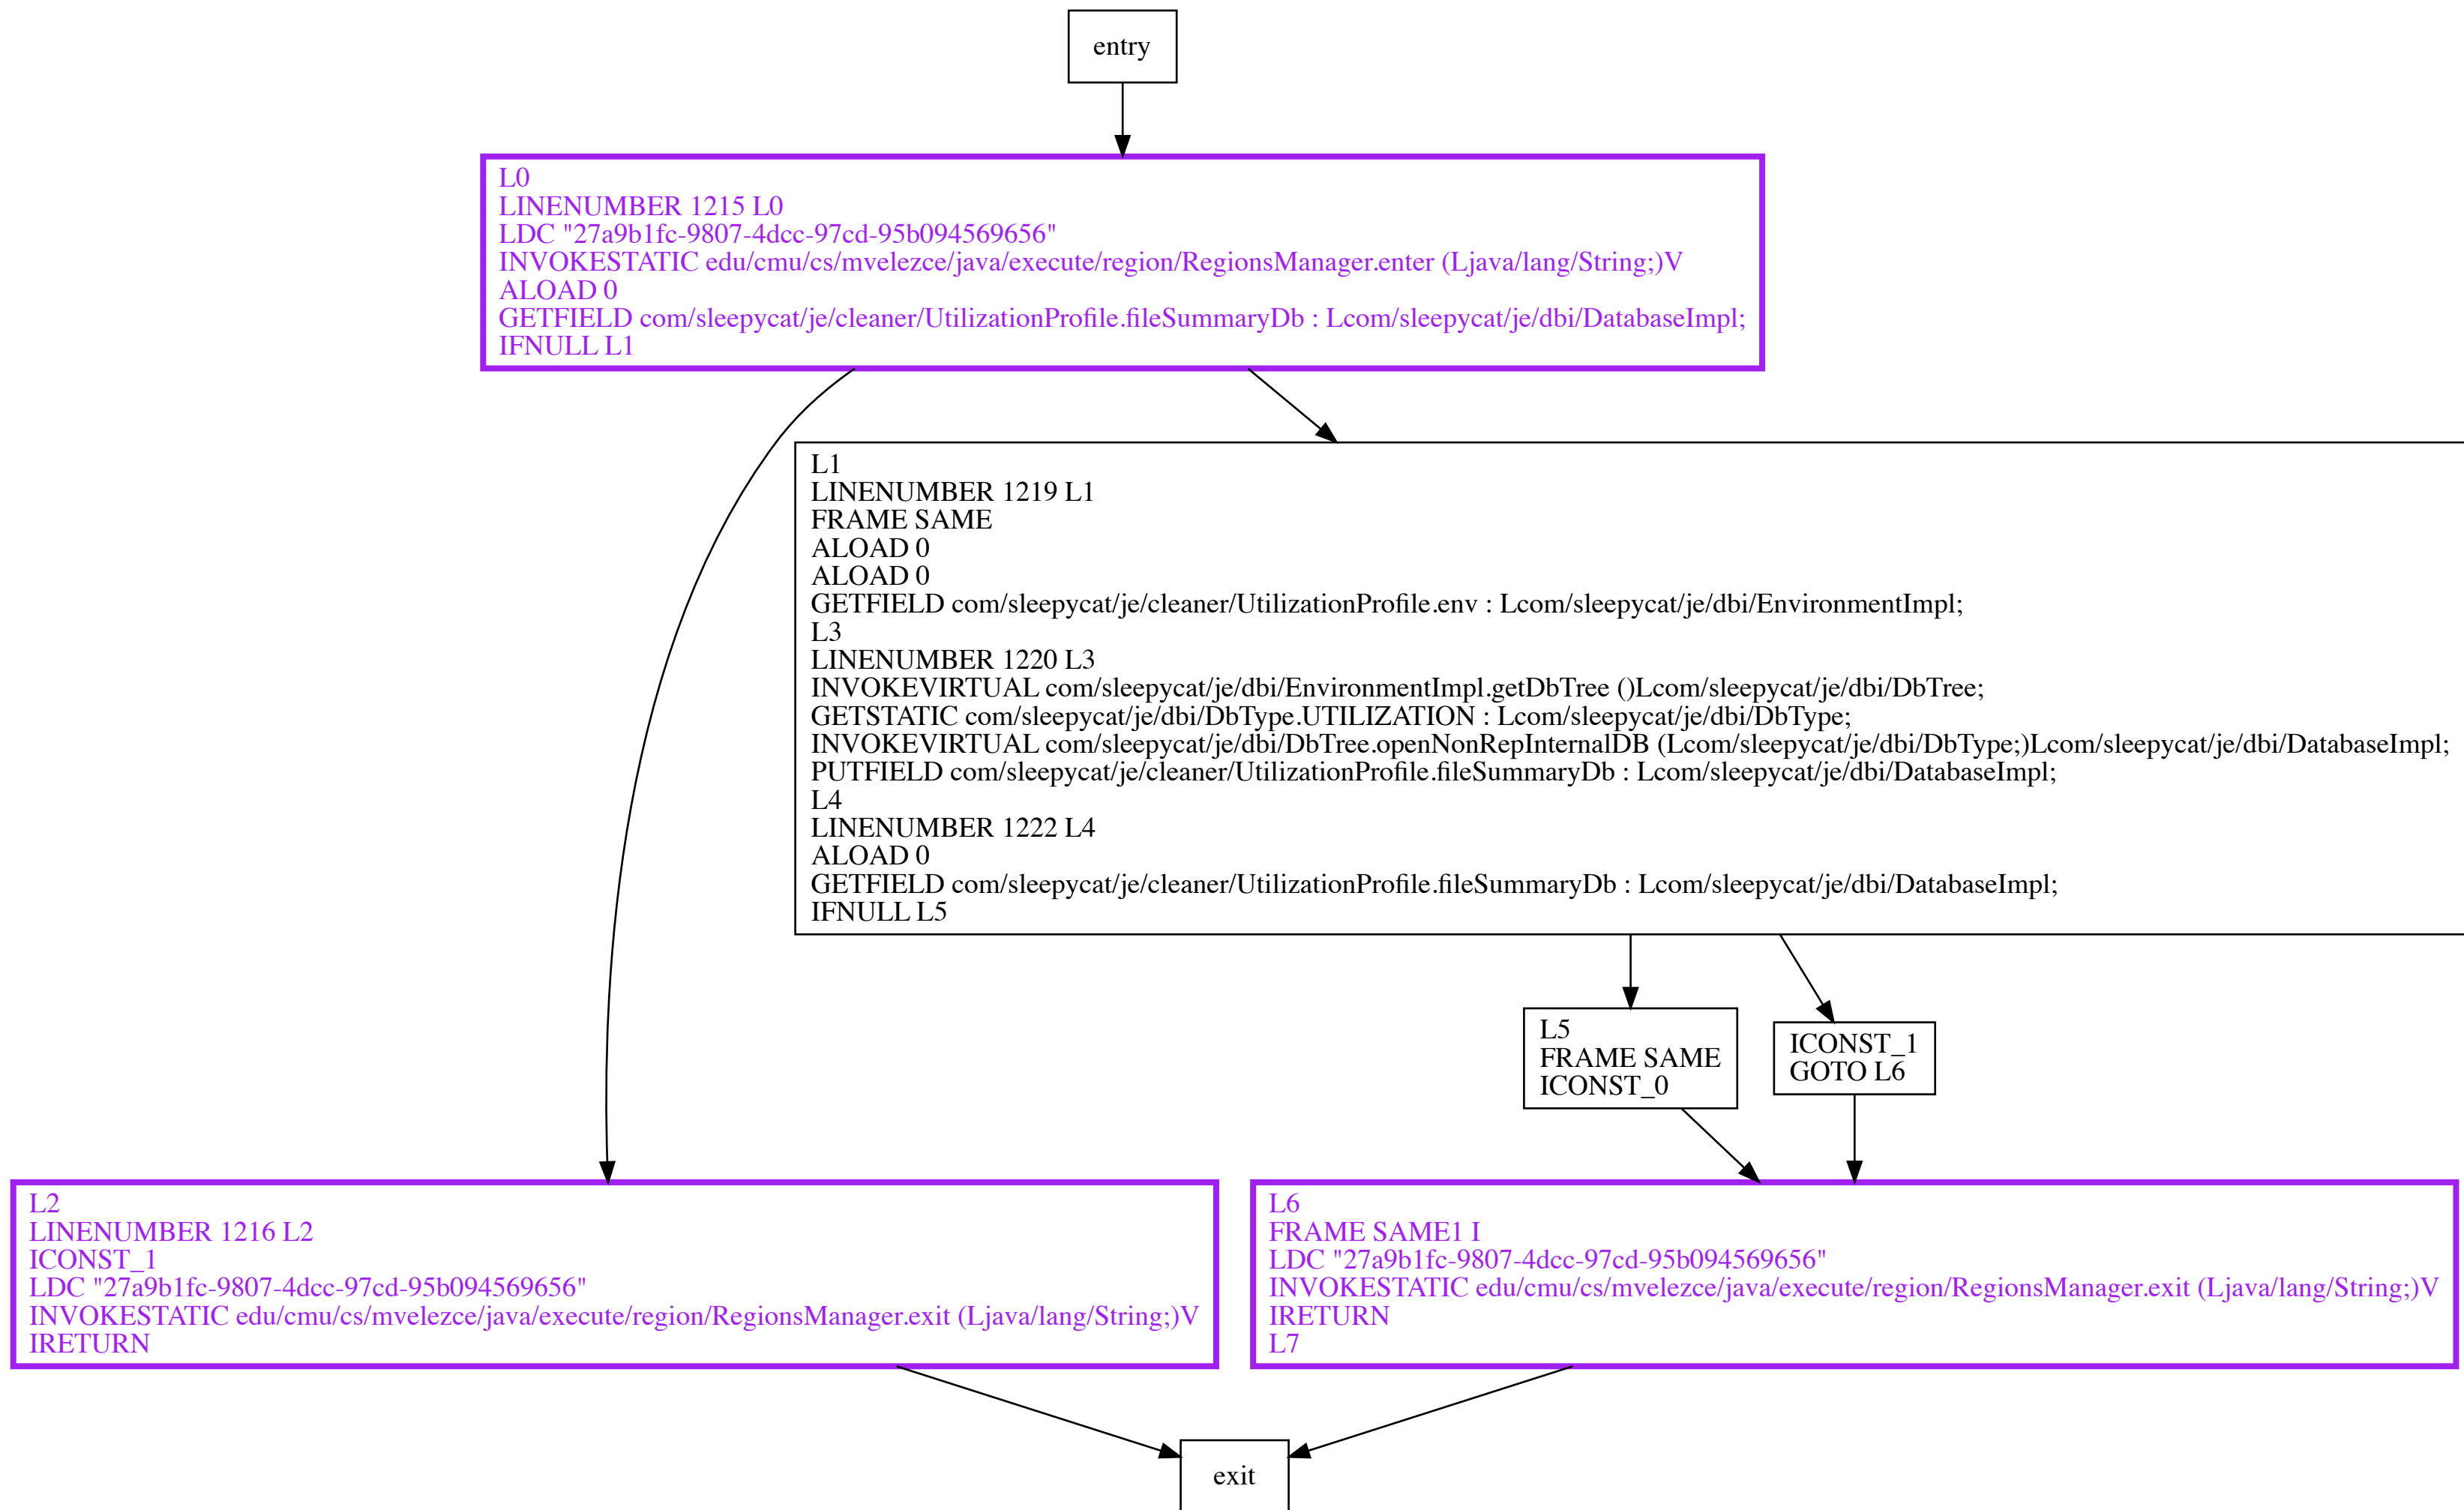 entry
L0
LINENUMBER 1215 L0
LDC "27a9b1fc-9807-4dcc-97cd-95b094569656"
INVOKESTATIC edu/cmu/cs/mvelezce/java/execute/region/RegionsManager.enter (Ljava/lang/String;)V
ALOAD 0
GETFIELD com/sleepycat/je/cleaner/UtilizationProfile.fileSummaryDb : Lcom/sleepycat/je/dbi/DatabaseImpl;
IFNULL L1
L1
LINENUMBER 1219 L1
FRAME SAME
ALOAD 0
ALOAD 0
GETFIELD com/sleepycat/je/cleaner/UtilizationProfile.env : Lcom/sleepycat/je/dbi/EnvironmentImpl;
L3
LINENUMBER 1220 L3
INVOKEVIRTUAL com/sleepycat/je/dbi/EnvironmentImpl.getDbTree ()Lcom/sleepycat/je/dbi/DbTree;
GETSTATIC com/sleepycat/je/dbi/DbType.UTILIZATION : Lcom/sleepycat/je/dbi/DbType;
INVOKEVIRTUAL com/sleepycat/je/dbi/DbTree.openNonRepInternalDB (Lcom/sleepycat/je/dbi/DbType;)Lcom/sleepycat/je/dbi/DatabaseImpl;
PUTFIELD com/sleepycat/je/cleaner/UtilizationProfile.fileSummaryDb : Lcom/sleepycat/je/dbi/DatabaseImpl;
L4
LINENUMBER 1222 L4
ALOAD 0
GETFIELD com/sleepycat/je/cleaner/UtilizationProfile.fileSummaryDb : Lcom/sleepycat/je/dbi/DatabaseImpl;
IFNULL L5
L5
FRAME SAME
ICONST_0
ICONST_1
GOTO L6
L2
LINENUMBER 1216 L2
ICONST_1
LDC "27a9b1fc-9807-4dcc-97cd-95b094569656"
INVOKESTATIC edu/cmu/cs/mvelezce/java/execute/region/RegionsManager.exit (Ljava/lang/String;)V
IRETURN
L6
FRAME SAME1 I
LDC "27a9b1fc-9807-4dcc-97cd-95b094569656"
INVOKESTATIC edu/cmu/cs/mvelezce/java/execute/region/RegionsManager.exit (Ljava/lang/String;)V
IRETURN
L7
exit